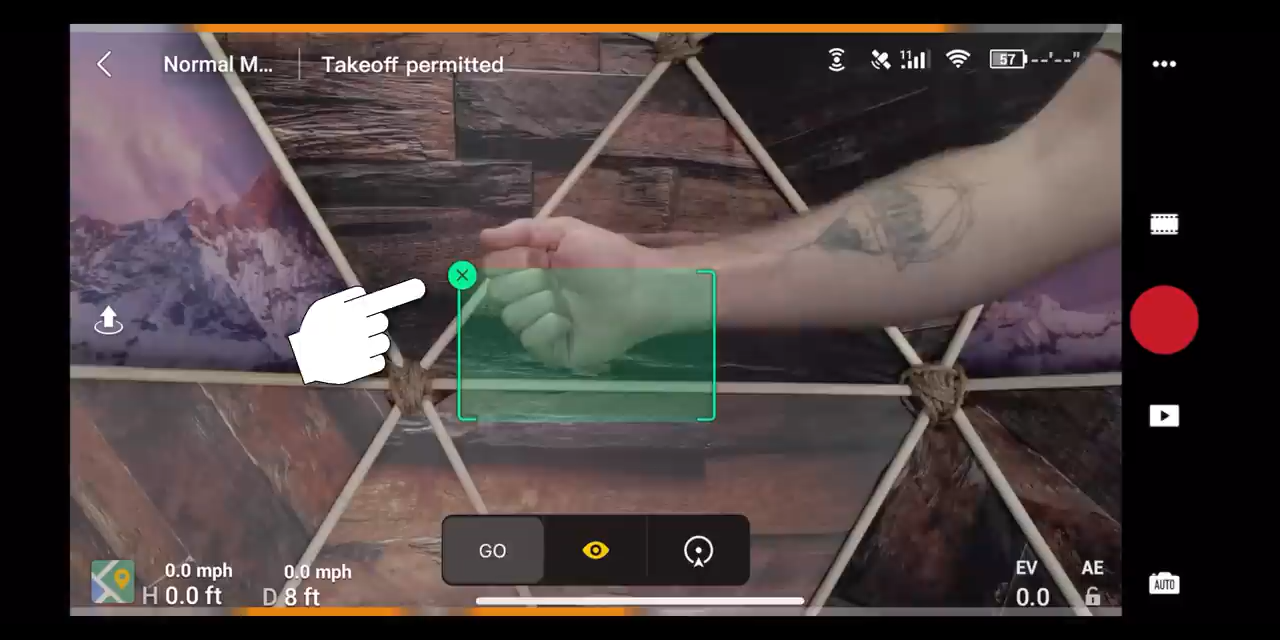 Normal M... Takeoff permitted 11 57 --'--"
GO
0.0 mph 0.0 mph EV AE
H 0.0 ft D 8 ft 0.0 AUTO